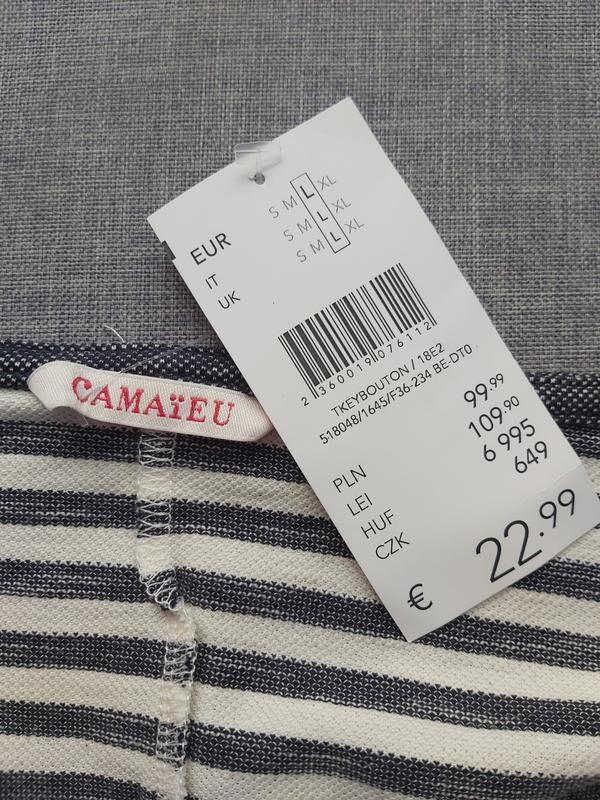 CAMAïEU
EUR S M L XL
IT S M L XL
UK S M L XL
2 360019 076112
TKEYBOUTON / 18E2
518048/1645/F36-234 BE-DT0
PLN 99.99
LEI 109.90
HUF 6 995
CZK 649
€ 22.99